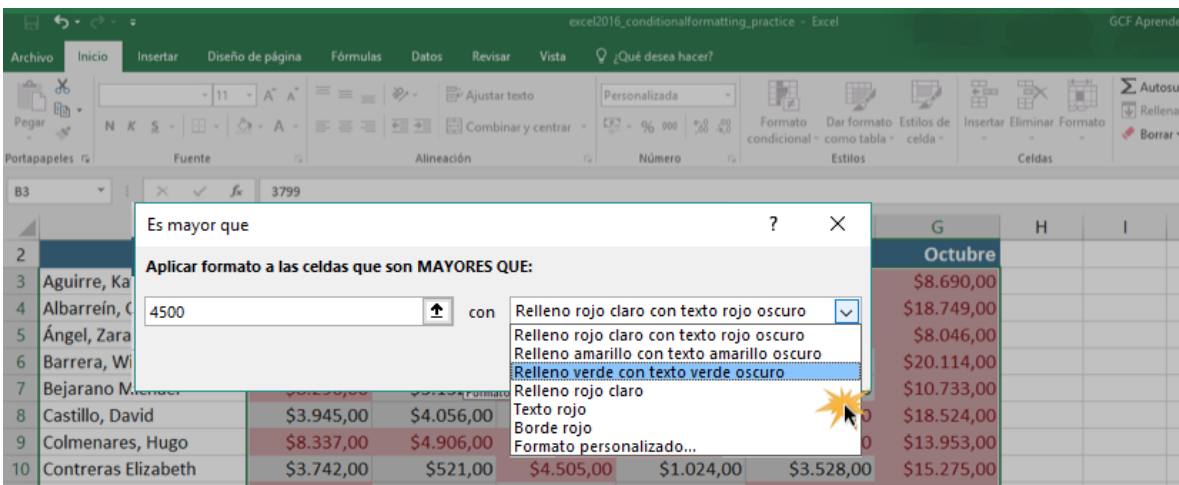 excel2016_conditionalformatting_practice - Excel
GCF Aprende
Archivo Inicio Insertar Diseño de página Fórmulas Datos Revisar Vista ¿Qué desea hacer?
11 A A Ajustar texto Personalizada Autosu
Pegar N K S A Combinar y centrar % 000 Formato condicional Dar formato como tabla Estilos de celda Insertar Eliminar Formato Rellena
Borrar
Portapapeles Fuente Alineación Número Estilos Celdas
B3 fx 3799
Es mayor que ? X
G H I
2 Octubre
Aplicar formato a las celdas que son MAYORES QUE:
3 Aguirre, Ka $8.690,00
4 Albarreín, C $18.749,00
4500 con Relleno rojo claro con texto rojo oscuro
Relleno rojo claro con texto rojo oscuro
5 Ángel, Zara $8.046,00
Relleno amarillo con texto amarillo oscuro
6 Barrera, Wi $20.114,00
Relleno verde con texto verde oscuro
7 Bejarano $10.733,00
Relleno rojo claro
Texto rojo
8 Castillo, David $3.945,00 $4.056,00 $18.524,00
Borde rojo
9 Colmenares, Hugo $8.337,00 $4.906,00 $13.953,00
Formato personalizado...
10 Contreras Elizabeth $3.742,00 $521,00 $4.505,00 $1.024,00 $3.528,00 $15.275,00